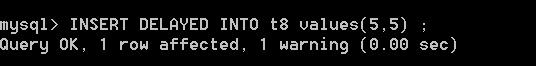 mysql> INSERT DELAYED INTO t8 values(5,5) ;
Query OK, 1 row affected, 1 warning (0.00 sec)